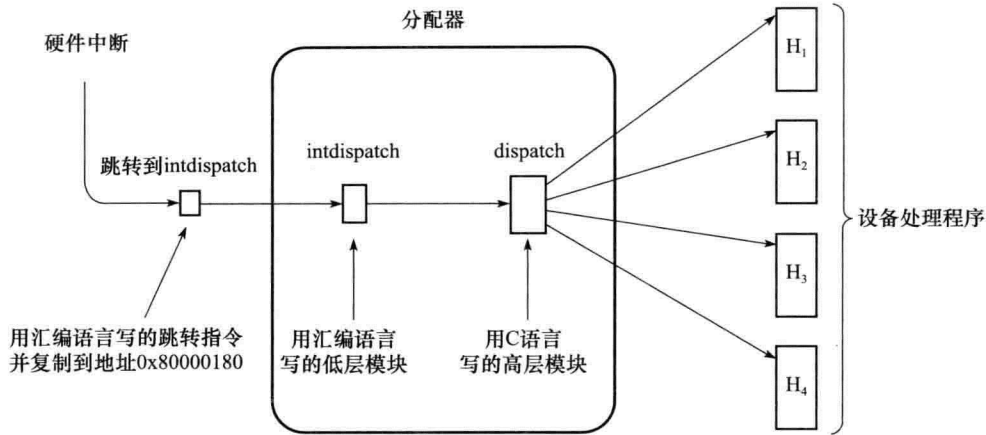 分配器
硬件中断
跳转到intdispatch
intdispatch
dispatch
H1
H2
H3
H4
设备处理程序
用汇编语言写的跳转指令
并复制到地址0x80000180
用汇编语言
写的低层模块
用C语言
写的高层模块